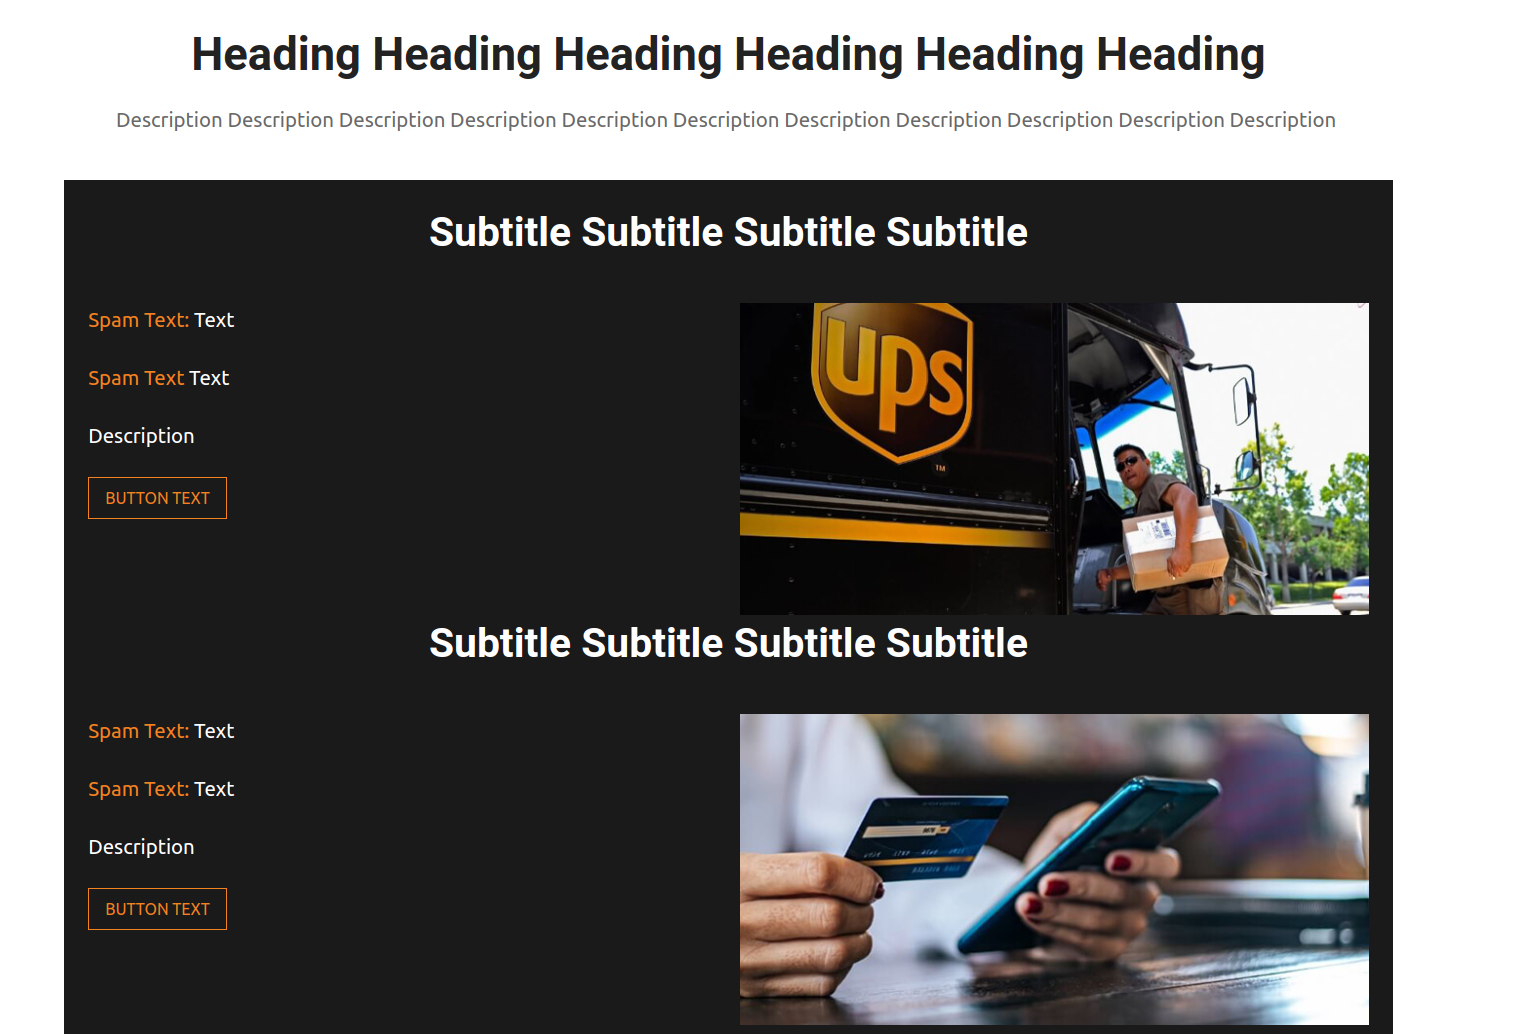 Heading Heading Heading Heading Heading Heading
Description Description Description Description Description Description Description Description Description Description Description
Subtitle Subtitle Subtitle Subtitle
Spam Text: Text
Spam Text Text
Description
BUTTON TEXT
ups
TM
Subtitle Subtitle Subtitle Subtitle
Spam Text: Text
Spam Text: Text
Description
BUTTON TEXT